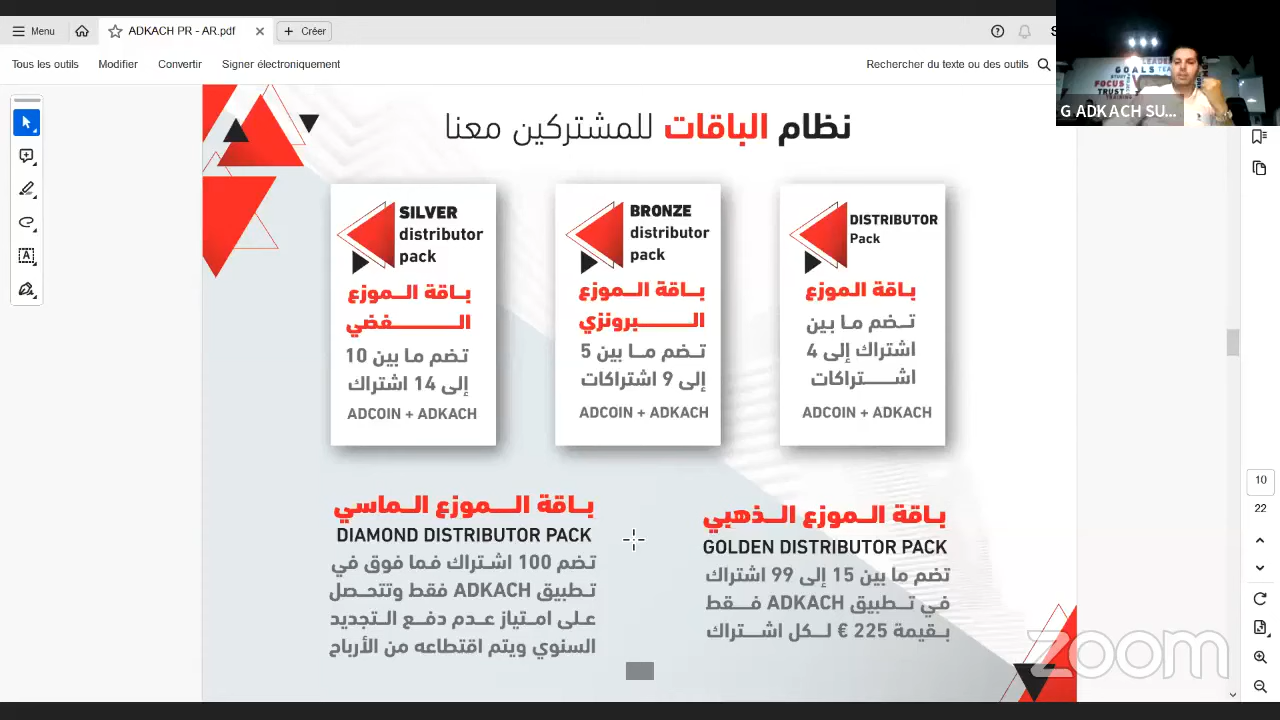 Menu
ADKACH PR - AR.pdf
Créer
Tous les outils
Modifier
Convertir
Signer électroniquement
Rechercher du texte ou des outils
GOALS
FOCUS
TRUST
G ADKACH SU...
نظام الباقات للمشتركين معنا
DISTRIBUTOR
Pack
باقة الموزع
تضم ما بين
اشتراك إلى 4
اشتراكات
ADCOIN + ADKACH
BRONZE
distributor
pack
باقة الموزع
البرونزي
تضم ما بين 5
إلى 9 اشتراكات
ADCOIN + ADKACH
SILVER
distributor
pack
باقة الموزع
الفضي
تضم ما بين 10
إلى 14 اشتراك
ADCOIN + ADKACH
باقة الموزع الذهبي
GOLDEN DISTRIBUTOR PACK
تضم ما بين 15 إلى 99 اشتراك
في تطبيق ADKACH فقط
بقيمة 225 € لكل اشتراك
باقة الموزع الماسي
DIAMOND DISTRIBUTOR PACK
تضم 100 اشتراك فما فوق في
تطبيق ADKACH فقط وتتحصل
على امتياز عدم دفع التجديد
السنوي ويتم اقتطاعه من الأرباح
10
22
zoom